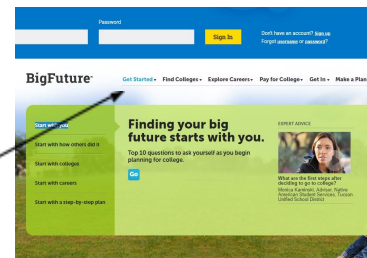 Password
Sign In
Don't have an account? Sign up
Forgot username or password?
BigFuture
Get Started Find Colleges Explore Careers Pay for College Get In Make a Plan
Start with you
Start with how others did it
Start with colleges
Start with careers
Start with a step-by-step plan
Finding your big
future starts with you.
Top 10 questions to ask yourself as you begin
planning for college.
Go
EXPERT ADVICE
What are the first steps after
deciding to go to college?
Monica Kaminski, Adviser, Native
American Student Services, Tucson
Unified School District